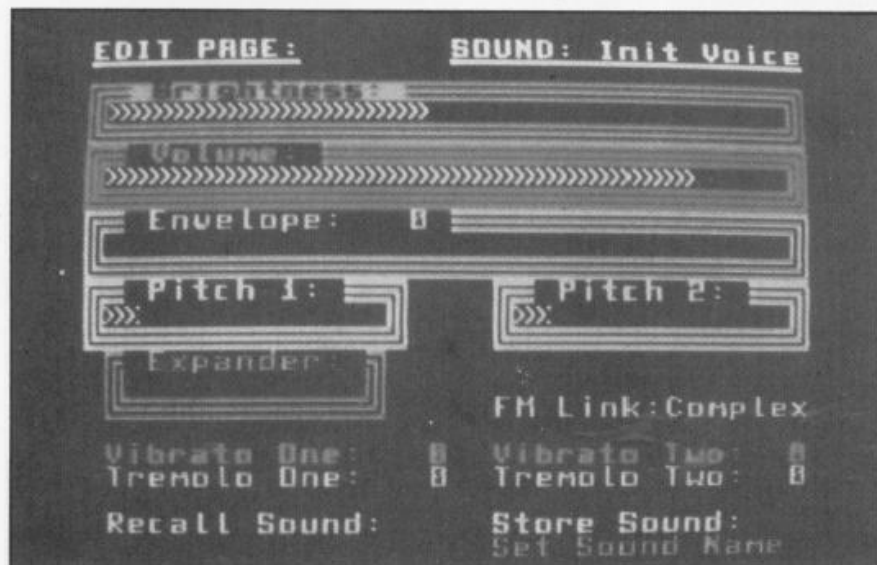 EDIT PAGE: SOUND: Init Voice
Brightness:
Volume:
Envelope: 0
Pitch 1: Pitch 2:
Expander:
FM Link:Complex
Vibrato One: 0 Vibrato Two: 0
Tremolo One: 0 Tremolo Two: 0
Recall Sound: Store Sound:
Set Sound Name